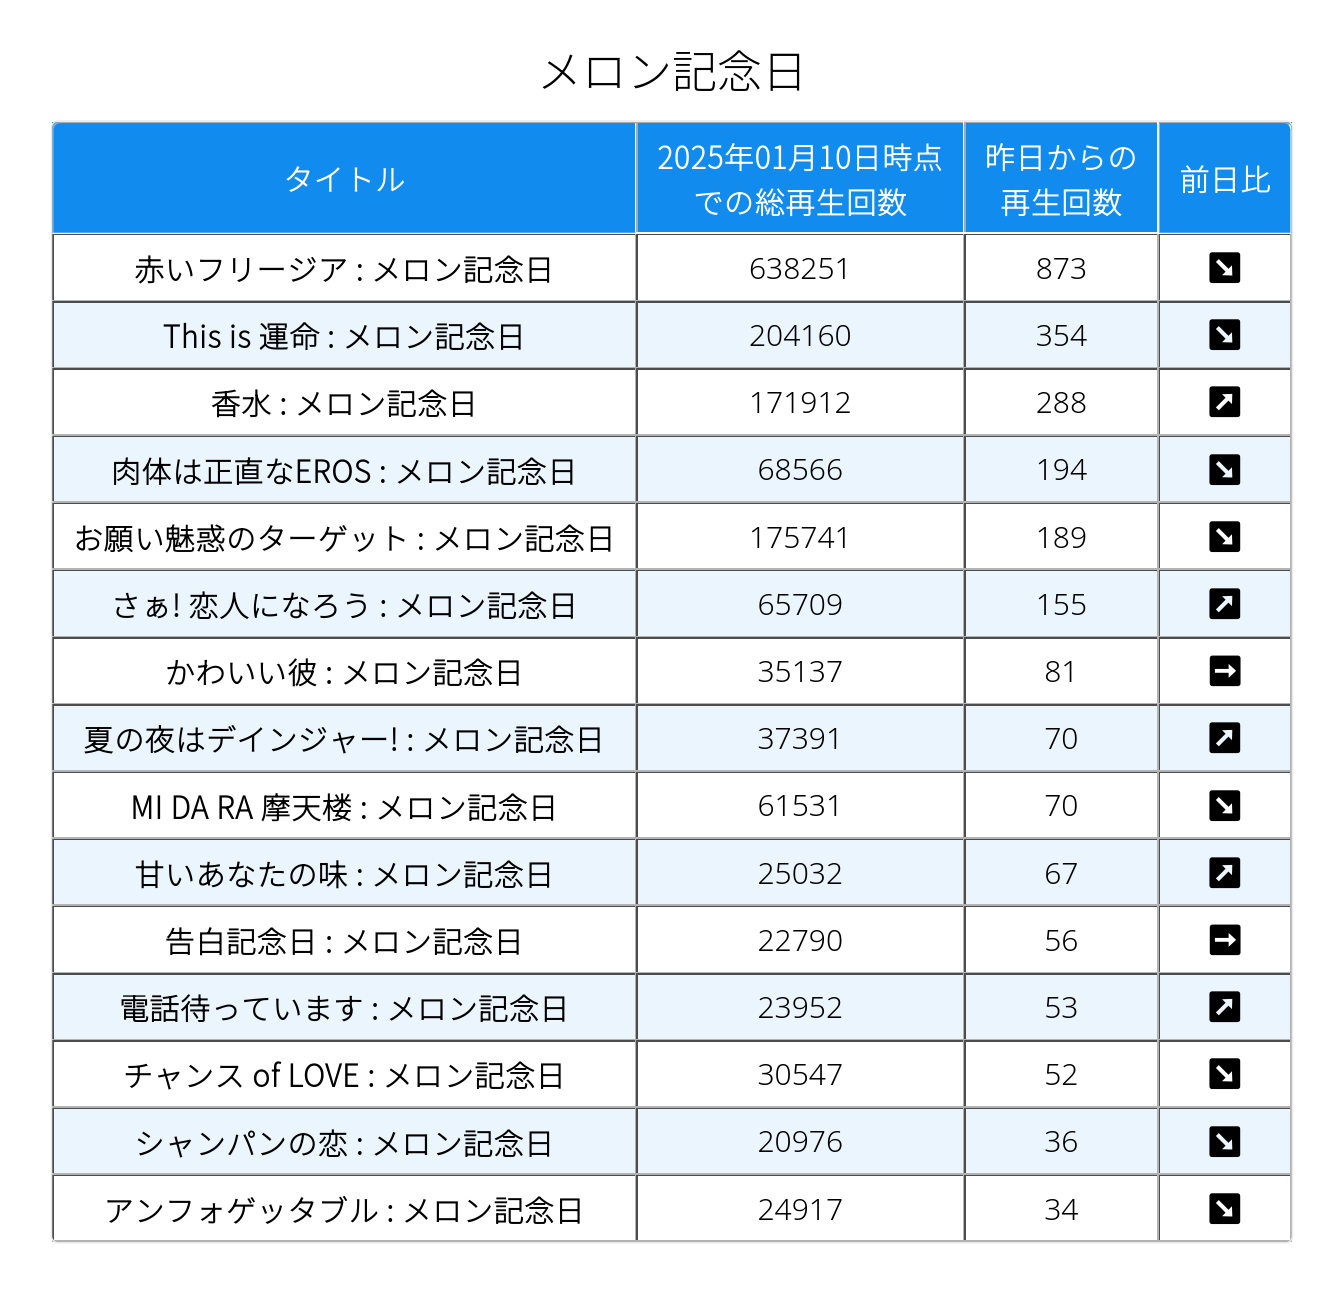 メロン記念日
タイトル 2025年01月10日時点での総再生回数 昨日からの再生回数 前日比
赤いフリージア : メロン記念日 638251 873 ↘
This is 運命 : メロン記念日 204160 354 ↘
香水 : メロン記念日 171912 288 ↗
肉体は正直なEROS : メロン記念日 68566 194 ↘
お願い魅惑のターゲット : メロン記念日 175741 189 ↘
さぁ! 恋人になろう : メロン記念日 65709 155 ↗
かわいい彼 : メロン記念日 35137 81 →
夏の夜はデインジャー! : メロン記念日 37391 70 ↗
MI DA RA 摩天楼 : メロン記念日 61531 70 ↘
甘いあなたの味 : メロン記念日 25032 67 ↗
告白記念日 : メロン記念日 22790 56 →
電話待っています : メロン記念日 23952 53 ↗
チャンス of LOVE : メロン記念日 30547 52 ↘
シャンパンの恋 : メロン記念日 20976 36 ↘
アンフォゲッタブル : メロン記念日 24917 34 ↘